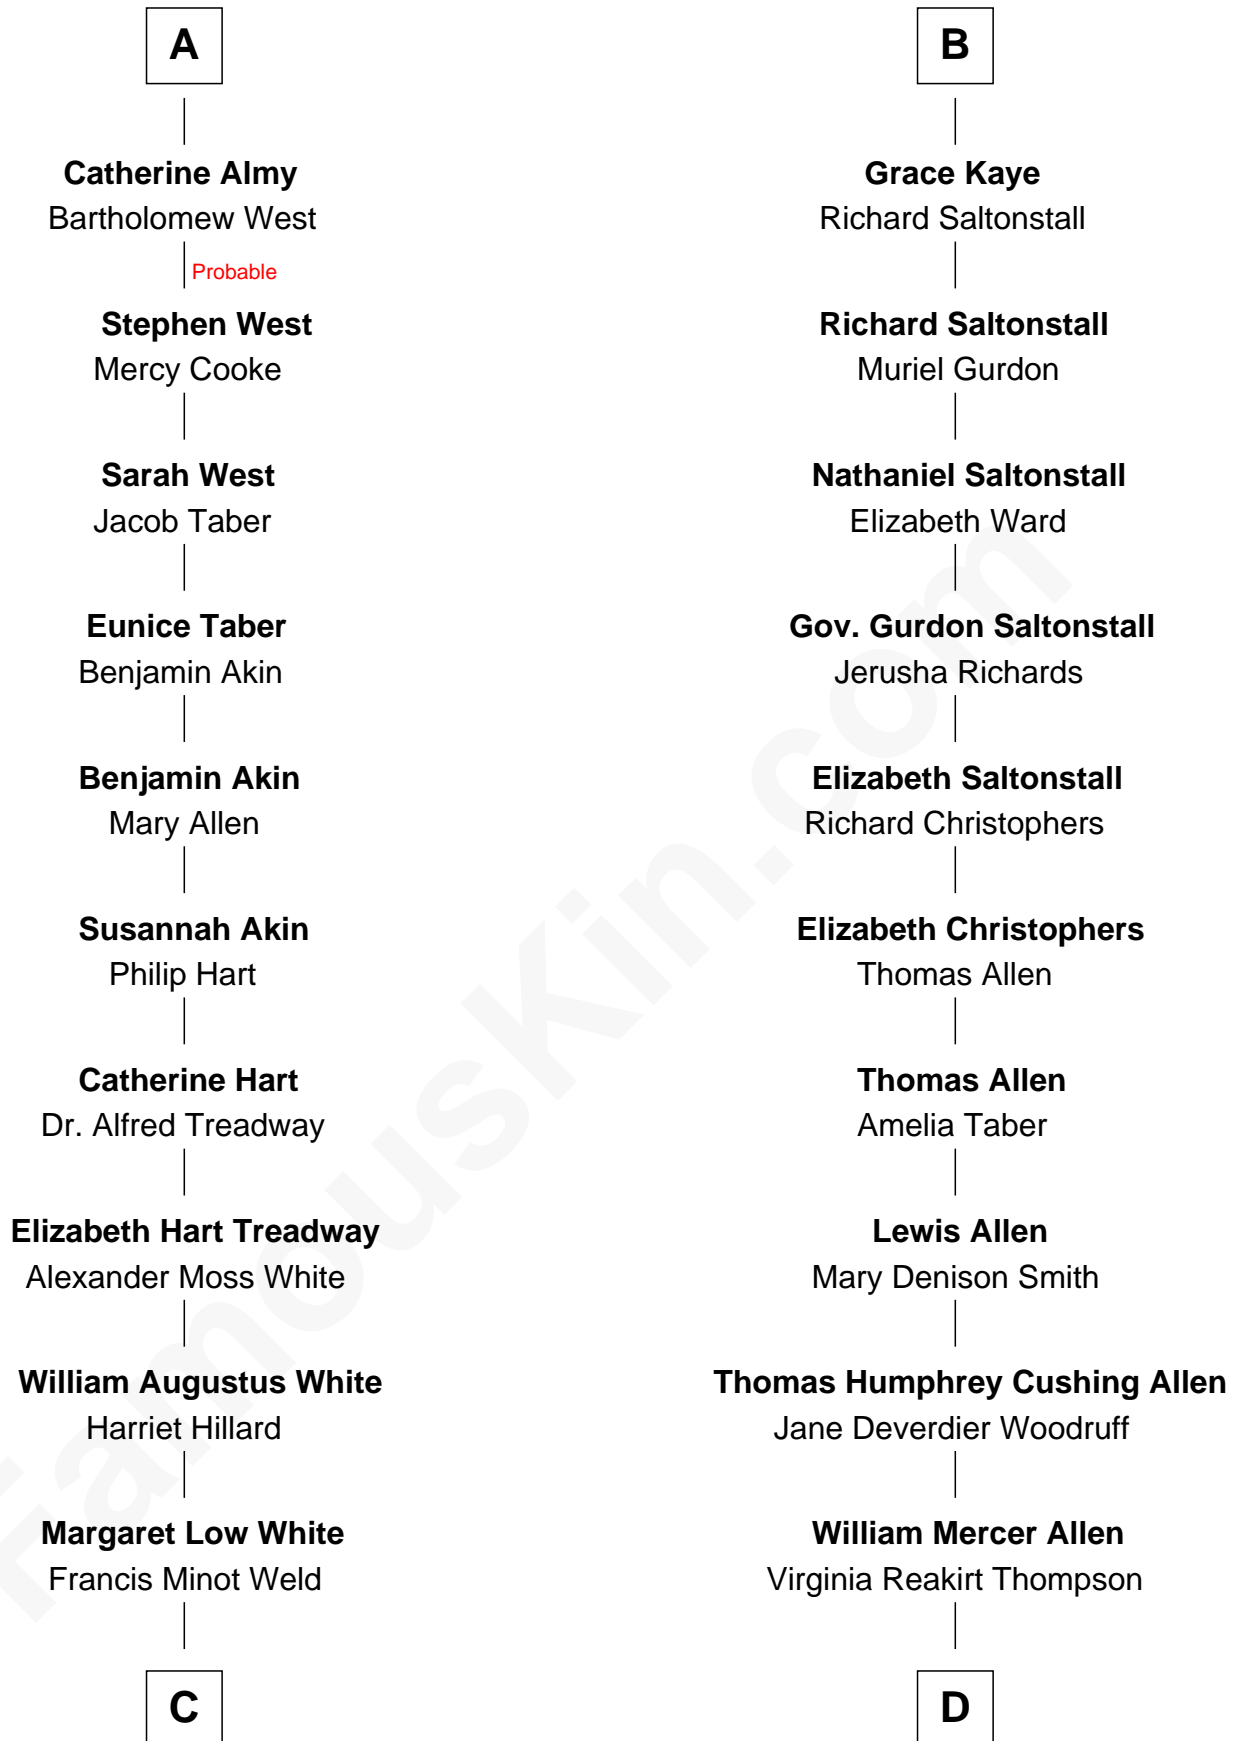 A
Catherine Almy
Bartholomew West
Probable
Stephen West
Mercy Cooke
Sarah West
Jacob Taber
Eunice Taber
Benjamin Akin
Benjamin Akin
Mary Allen
Susannah Akin
Philip Hart
Catherine Hart
Dr. Alfred Treadway
Elizabeth Hart Treadway
Alexander Moss White
William Augustus White
Harriet Hillard
Margaret Low White
Francis Minot Weld
C
B
Grace Kaye
Richard Saltonstall
Richard Saltonstall
Muriel Gurdon
Nathaniel Saltonstall
Elizabeth Ward
Gov. Gurdon Saltonstall
Jerusha Richards
Elizabeth Saltonstall
Richard Christophers
Elizabeth Christophers
Thomas Allen
Thomas Allen
Amelia Taber
Lewis Allen
Mary Denison Smith
Thomas Humphrey Cushing Allen
Jane Deverdier Woodruff
William Mercer Allen
Virginia Reakirt Thompson
D
FamousKin.com